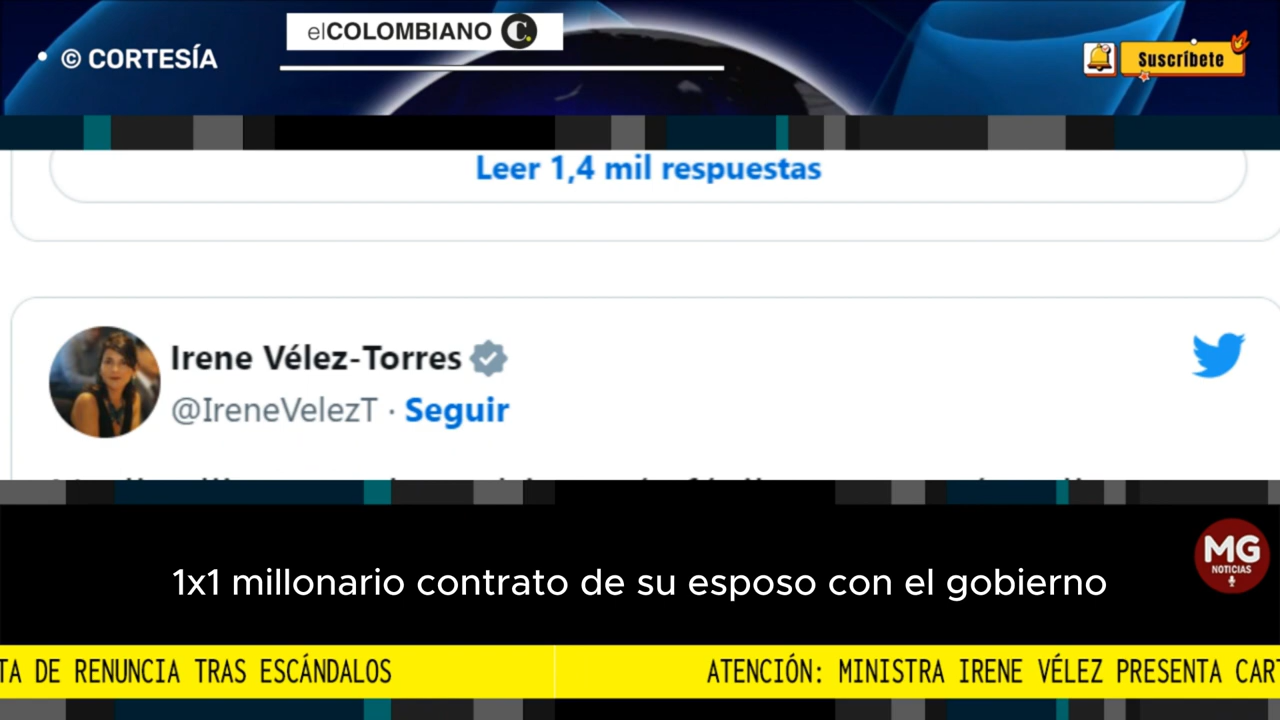 elCOLOMBIANO C.
• © CORTESÍA
Suscríbete
Leer 1,4 mil respuestas
Irene Vélez-Torres
@IreneVelezT · Seguir
MG
NOTICIAS
1x1 millonario contrato de su esposo con el gobierno
TA DE RENUNCIA TRAS ESCÁNDALOS
ATENCIÓN: MINISTRA IRENE VÉLEZ PRESENTA CART